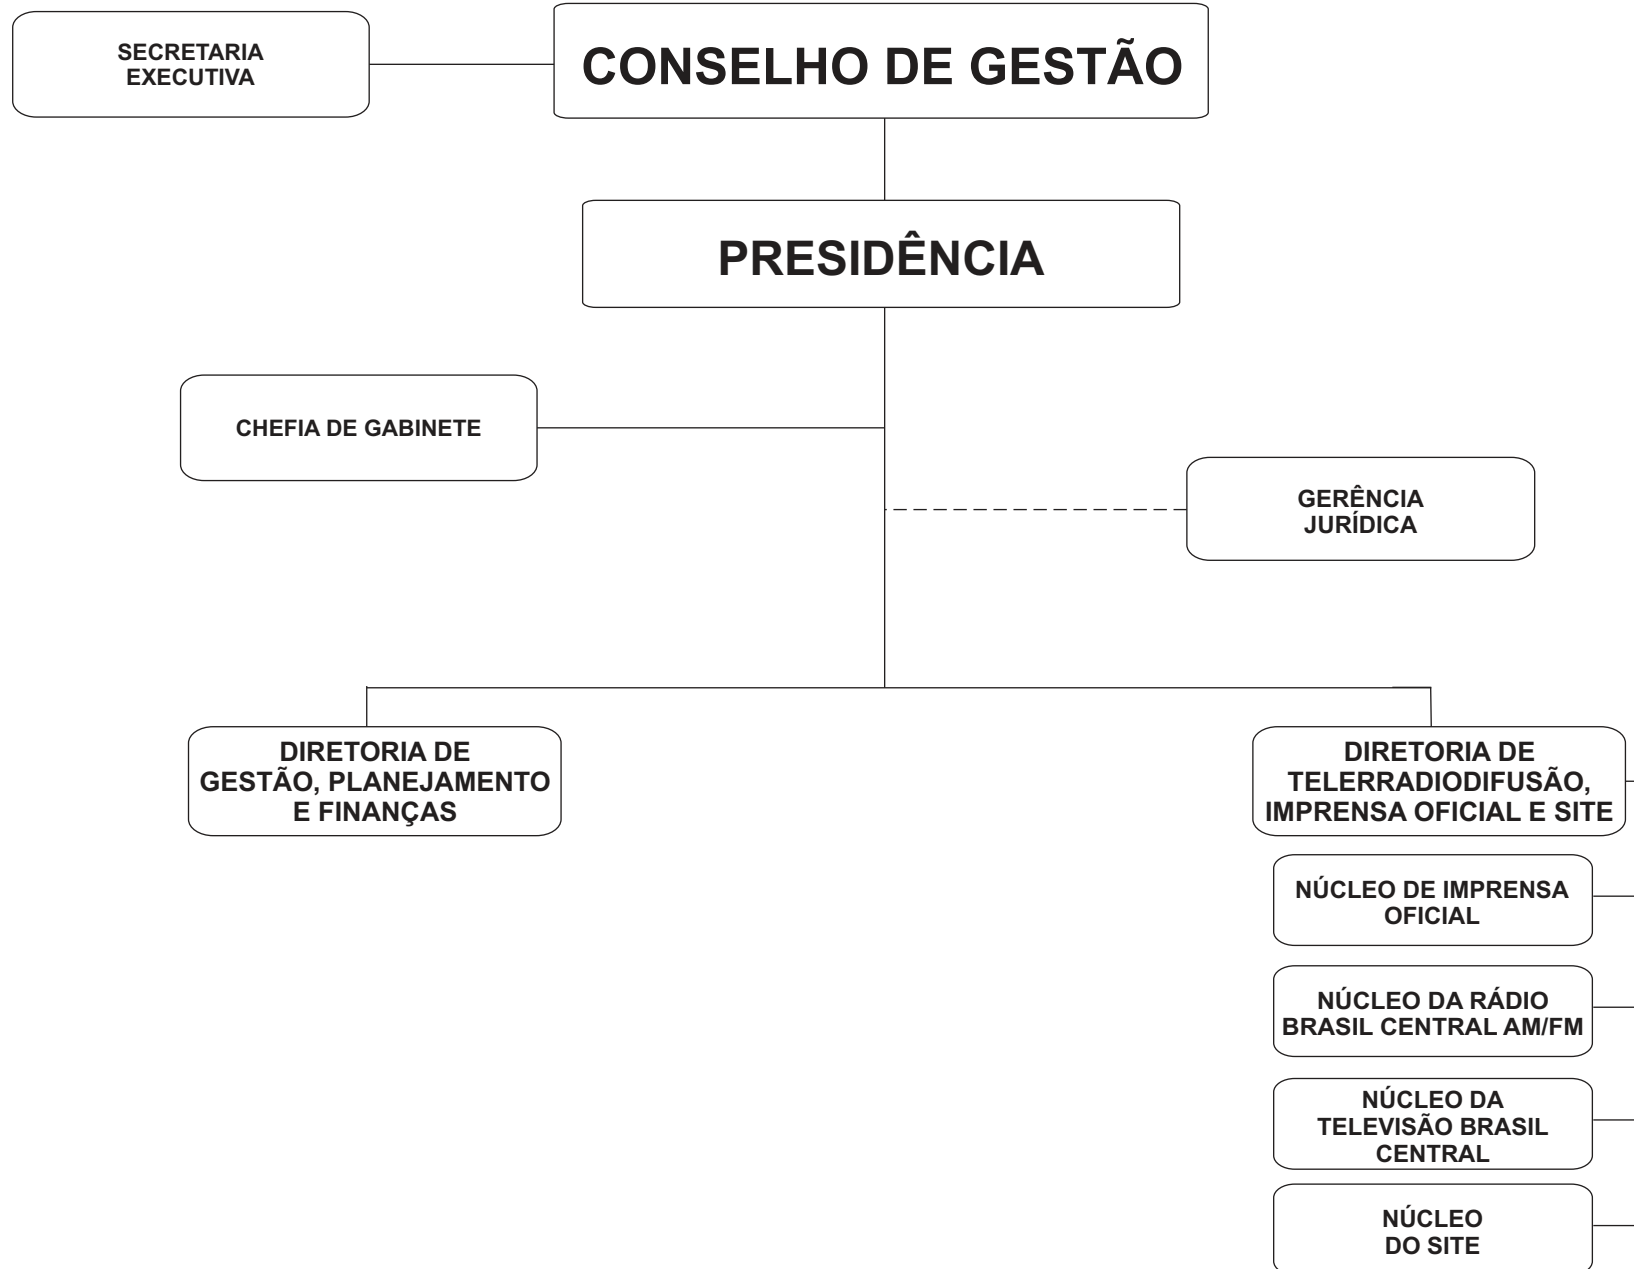 SECRETARIA
EXECUTIVA
CONSELHO DE GESTÃO
PRESIDÊNCIA
CHEFIA DE GABINETE
GERÊNCIA
JURÍDICA
DIRETORIA DE
GESTÃO, PLANEJAMENTO
E FINANÇAS
DIRETORIA DE
TELERRADIODIFUSÃO,
IMPRENSA OFICIAL E SITE
NÚCLEO DE IMPRENSA
OFICIAL
NÚCLEO DA RÁDIO
BRASIL CENTRAL AM/FM
NÚCLEO DA
TELEVISÃO BRASIL
CENTRAL
NÚCLEO
DO SITE